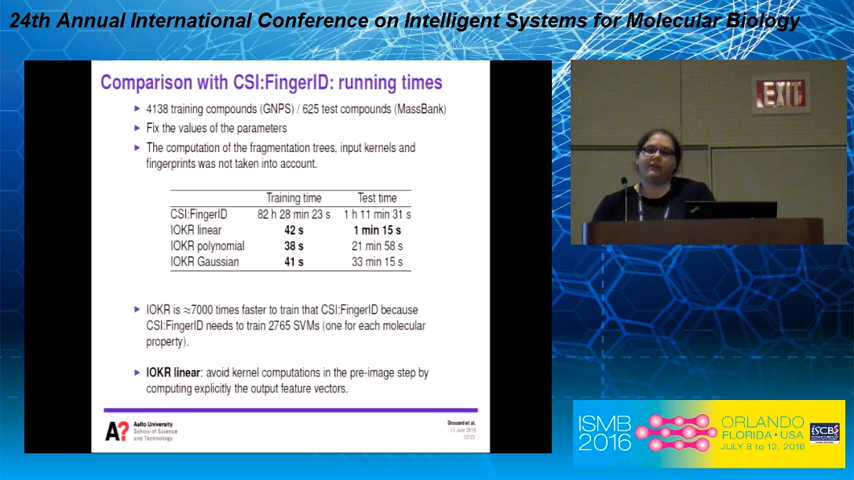 24th Annual International Conference on Intelligent Systems for Molecular Biology
Comparison with CSI:FingerID: running times
4138 training compounds (GNPS) / 625 test compounds (MassBank)
Fix the values of the parameters
The computation of the fragmentation trees, input kernels and
fingerprints was not taken into account.
Training time Test time
CSI:FingerID 82 h 28 min 23 s 1 h 11 min 31 s
IOKR linear 42 s 1 min 15 s
IOKR polynomial 38 s 21 min 58 s
IOKR Gaussian 41 s 33 min 15 s
IOKR is ≈7000 times faster to train that CSI:FingerID because
CSI:FingerID needs to train 2765 SVMs (one for each molecular
property).
IOKR linear: avoid kernel computations in the pre-image step by
computing explicitly the output feature vectors.
A?
Aalto University
School of Science
and Technology
Brouard et al.
12 July 2016
EXIT
ISMB
2016
ORLANDO
FLORIDA • USA
JULY 8 to 12, 2016
ISCB